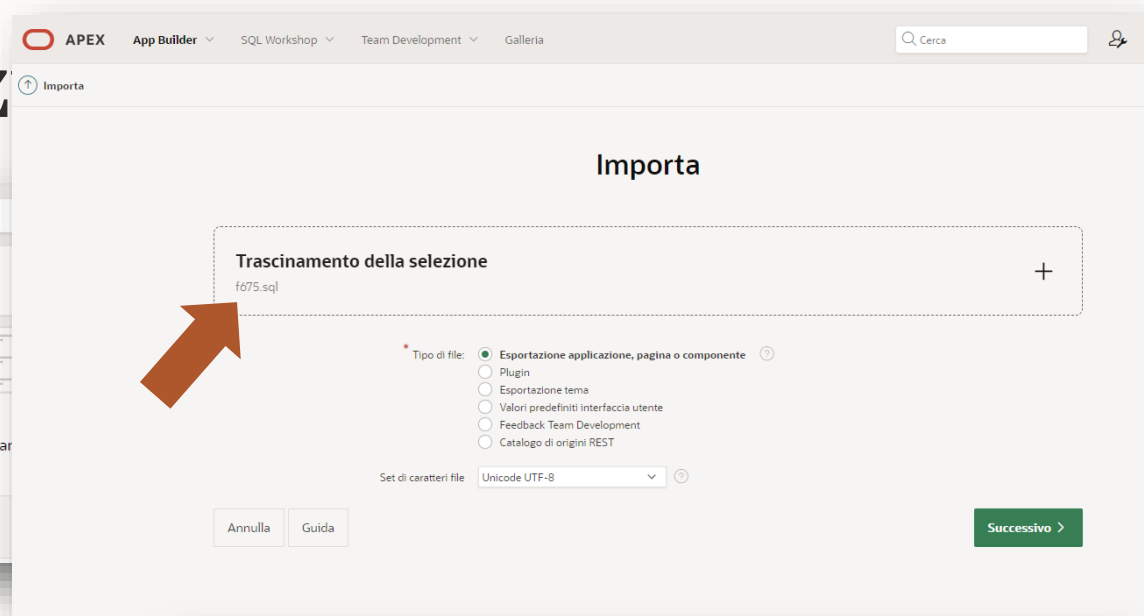 APEX App Builder SQL Workshop Team Development Galleria Cerca
Importa
Importa
Trascinamento della selezione
f675.sql
* Tipo di file: Esportazione applicazione, pagina o componente ?
Plugin
Esportazione tema
Valori predefiniti interfaccia utente
Feedback Team Development
Catalogo di origini REST
Set di caratteri file Unicode UTF-8 ?
Annulla Guida Successivo >